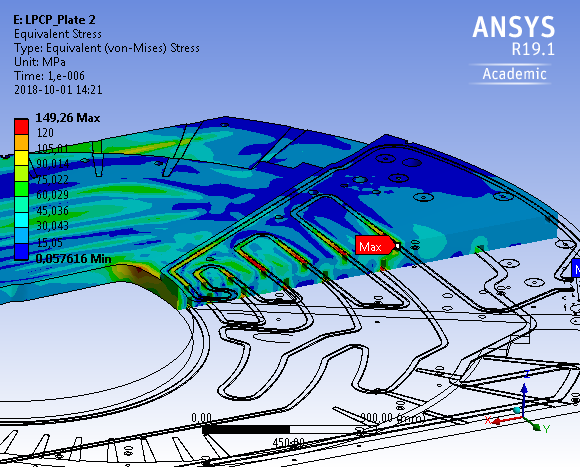 E: LPCP_Plate 2
Equivalent Stress
Type: Equivalent (von-Mises) Stress
Unit: MPa
Time: 1,e-006
2018-10-01 14:21
ANSYS
R19.1
Academic
149,26 Max
120
105,01
90,014
75,022
60,029
45,036
30,043
15,05
0,057616 Min
Max
Z
X
Y
0,00
900,00 (mm)
450,00